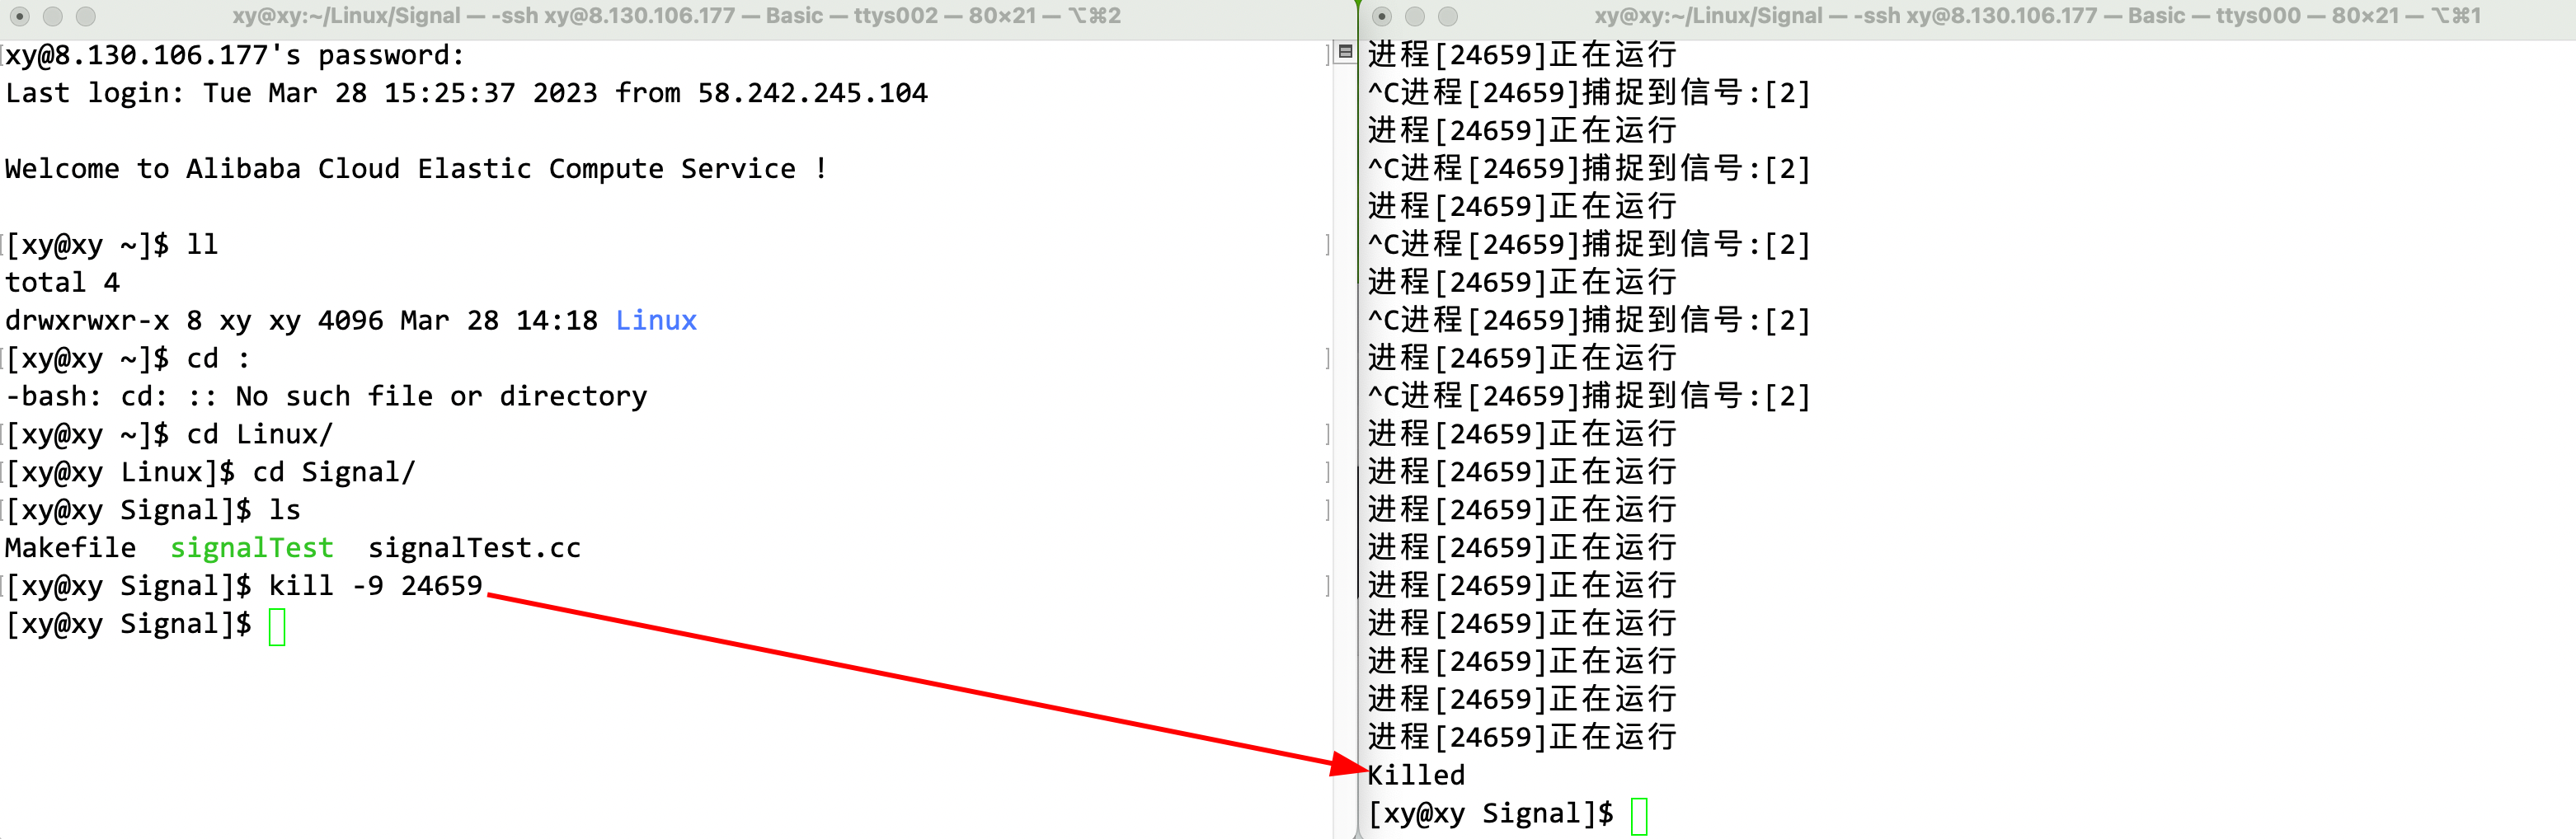 xy@xy:~/Linux/Signal — -ssh xy@8.130.106.177 — Basic — ttys002 — 80×21 — ⌥⌘2
xy@8.130.106.177's password:
Last login: Tue Mar 28 15:25:37 2023 from 58.242.245.104
Welcome to Alibaba Cloud Elastic Compute Service !
[xy@xy ~]$ ll
total 4
drwxrwxr-x 8 xy xy 4096 Mar 28 14:18 Linux
[xy@xy ~]$ cd :
-bash: cd: :: No such file or directory
[xy@xy ~]$ cd Linux/
[xy@xy Linux]$ cd Signal/
[xy@xy Signal]$ ls
Makefile  signalTest  signalTest.cc
[xy@xy Signal]$ kill -9 24659
[xy@xy Signal]$
xy@xy:~/Linux/Signal — -ssh xy@8.130.106.177 — Basic — ttys000 — 80×21 — ⌥⌘1
进程[24659]正在运行
^C进程[24659]捕捉到信号:[2]
进程[24659]正在运行
^C进程[24659]捕捉到信号:[2]
进程[24659]正在运行
^C进程[24659]捕捉到信号:[2]
进程[24659]正在运行
^C进程[24659]捕捉到信号:[2]
进程[24659]正在运行
^C进程[24659]捕捉到信号:[2]
进程[24659]正在运行
进程[24659]正在运行
进程[24659]正在运行
进程[24659]正在运行
进程[24659]正在运行
进程[24659]正在运行
进程[24659]正在运行
进程[24659]正在运行
进程[24659]正在运行
Killed
[xy@xy Signal]$